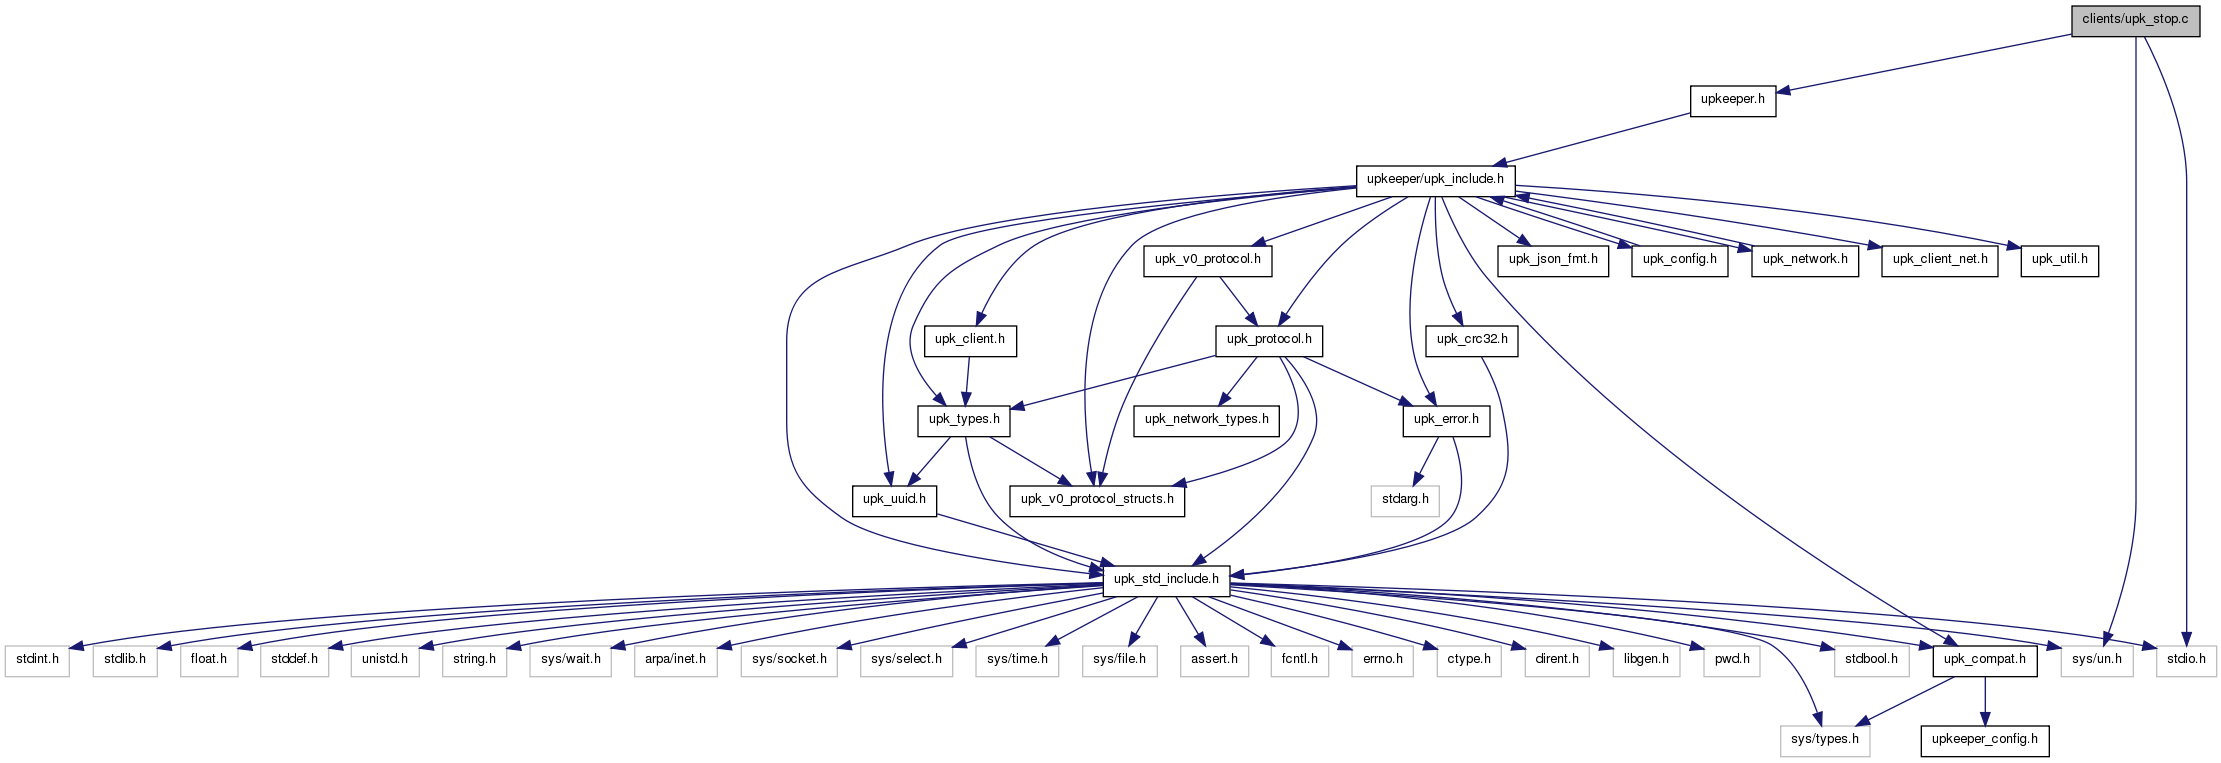 clients/upk_stop.c
upkeeper.h
upkeeper/upk_include.h
upk_v0_protocol.h
upk_json_fmt.h
upk_config.h
upk_network.h
upk_client_net.h
upk_util.h
upk_client.h
upk_protocol.h
upk_crc32.h
upk_types.h
upk_network_types.h
upk_error.h
upk_uuid.h
upk_v0_protocol_structs.h
stdarg.h
upk_std_include.h
stdint.h
stdlib.h
float.h
stddef.h
unistd.h
string.h
sys/wait.h
arpa/inet.h
sys/socket.h
sys/select.h
sys/time.h
sys/file.h
assert.h
fcntl.h
errno.h
ctype.h
dirent.h
libgen.h
pwd.h
stdbool.h
upk_compat.h
sys/un.h
stdio.h
sys/types.h
upkeeper_config.h